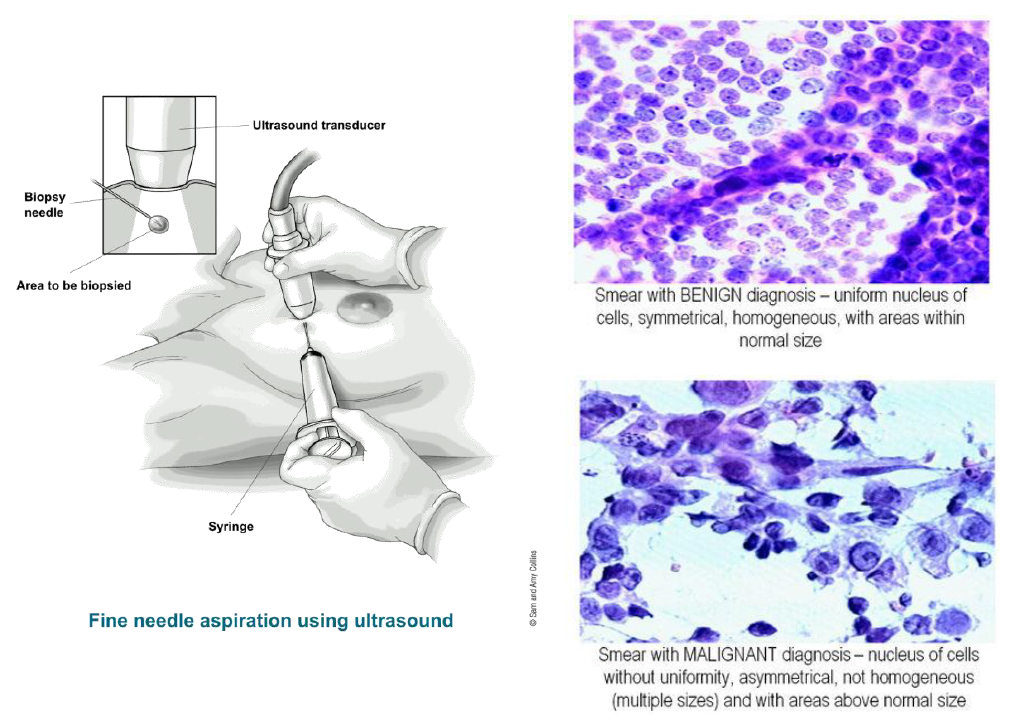 Ultrasound transducer
Biopsy
needle
Area to be biopsied
Syringe
© Sam and Amy Collins
Fine needle aspiration using ultrasound
Smear with BENIGN diagnosis – uniform nucleus of
cells, symmetrical, homogeneous, with areas within
normal size
Smear with MALIGNANT diagnosis – nucleus of cells
without uniformity, asymmetrical, not homogeneous
(multiple sizes) and with areas above normal size